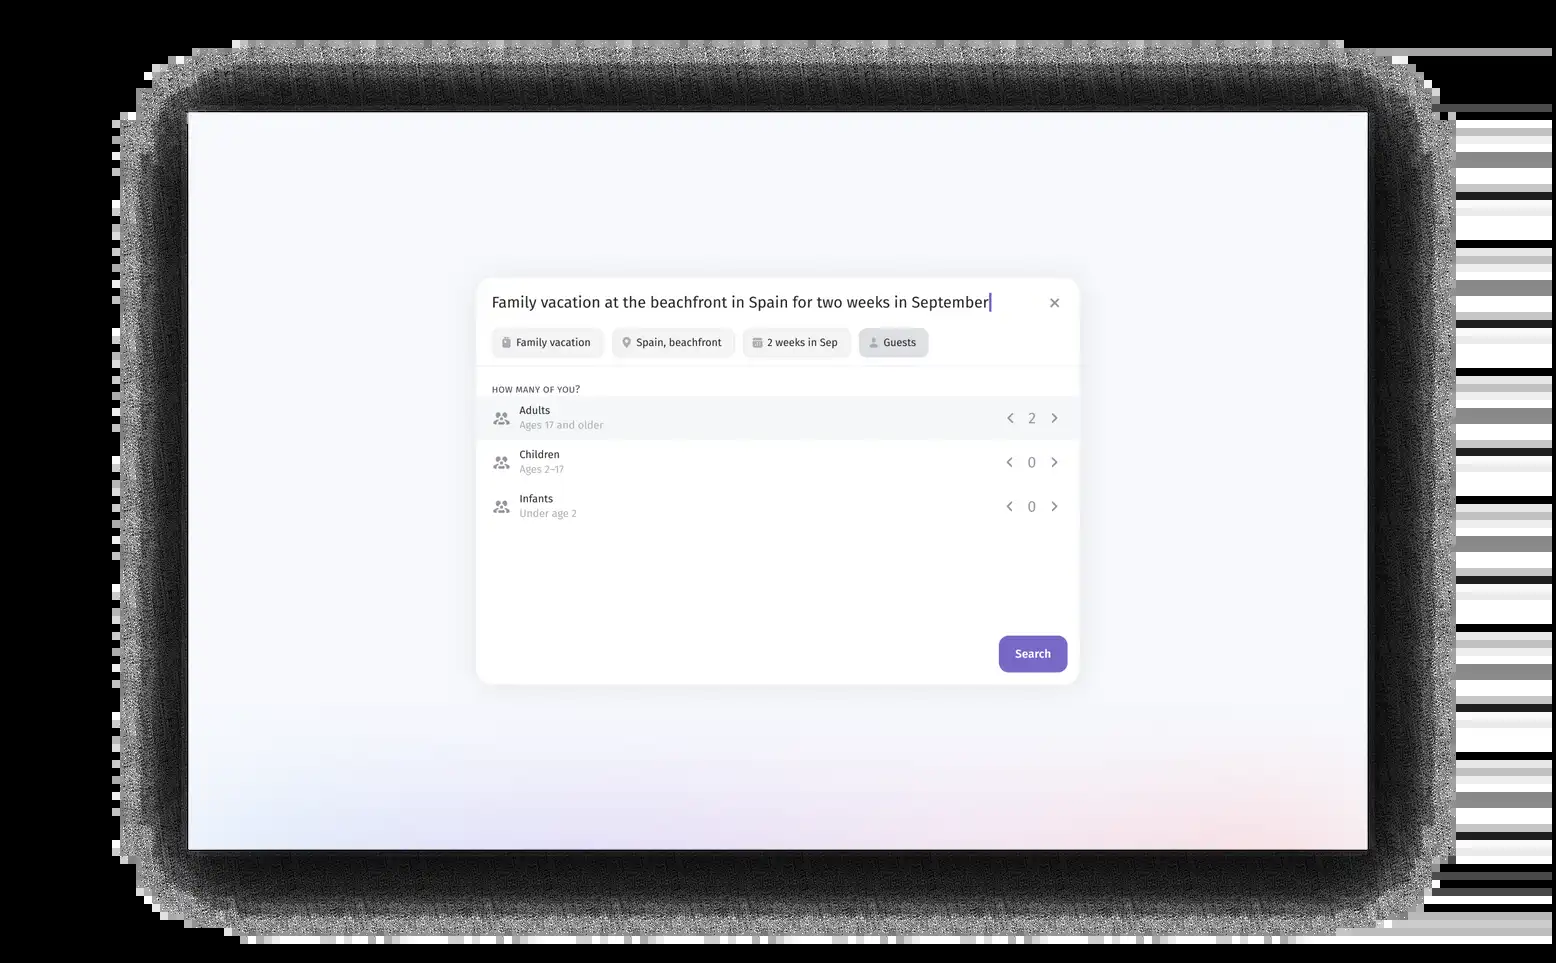 Family vacation at the beachfront in Spain for two weeks in September
Family vacation
Spain, beachfront
2 weeks in Sep
Guests
HOW MANY OF YOU?
Adults
Ages 17 and older
2
Children
Ages 2–17
0
Infants
Under age 2
0
Search